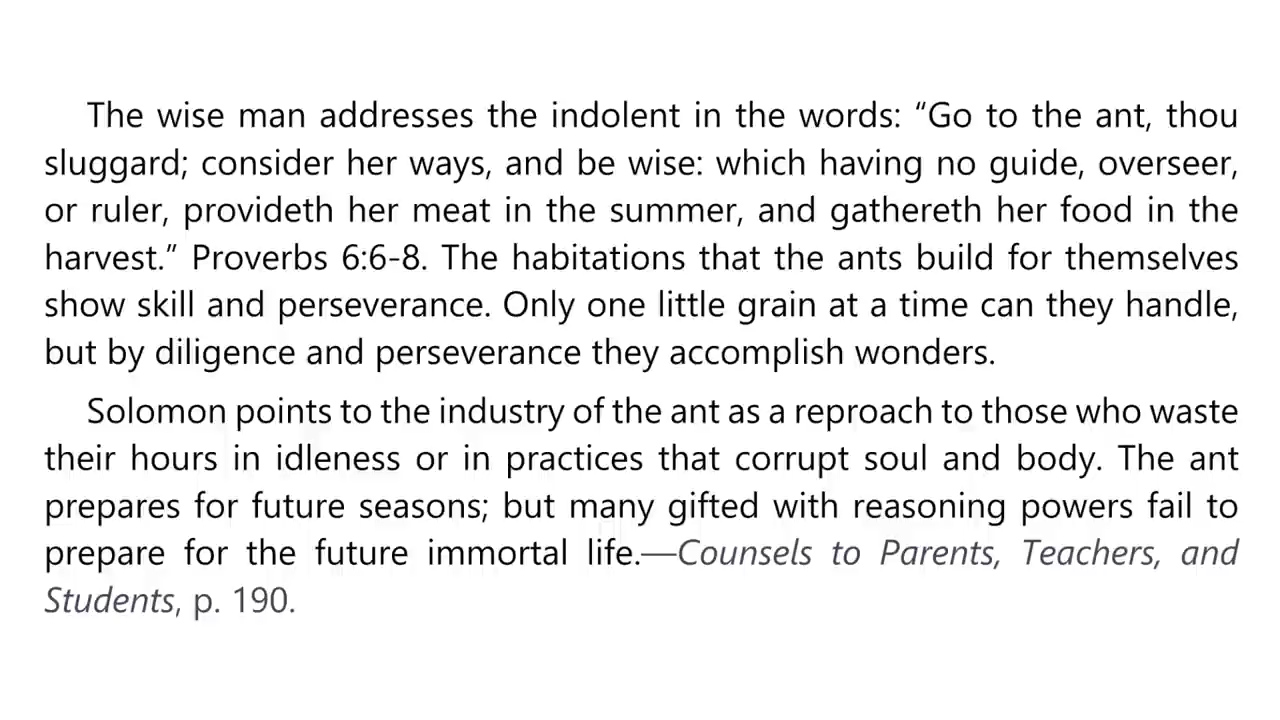 The wise man addresses the indolent in the words: “Go to the ant, thou
sluggard; consider her ways, and be wise: which having no guide, overseer,
or ruler, provideth her meat in the summer, and gathereth her food in the
harvest.” Proverbs 6:6-8. The habitations that the ants build for themselves
show skill and perseverance. Only one little grain at a time can they handle,
but by diligence and perseverance they accomplish wonders.
Solomon points to the industry of the ant as a reproach to those who waste
their hours in idleness or in practices that corrupt soul and body. The ant
prepares for future seasons; but many gifted with reasoning powers fail to
prepare for the future immortal life.—Counsels to Parents, Teachers, and
Students, p. 190.